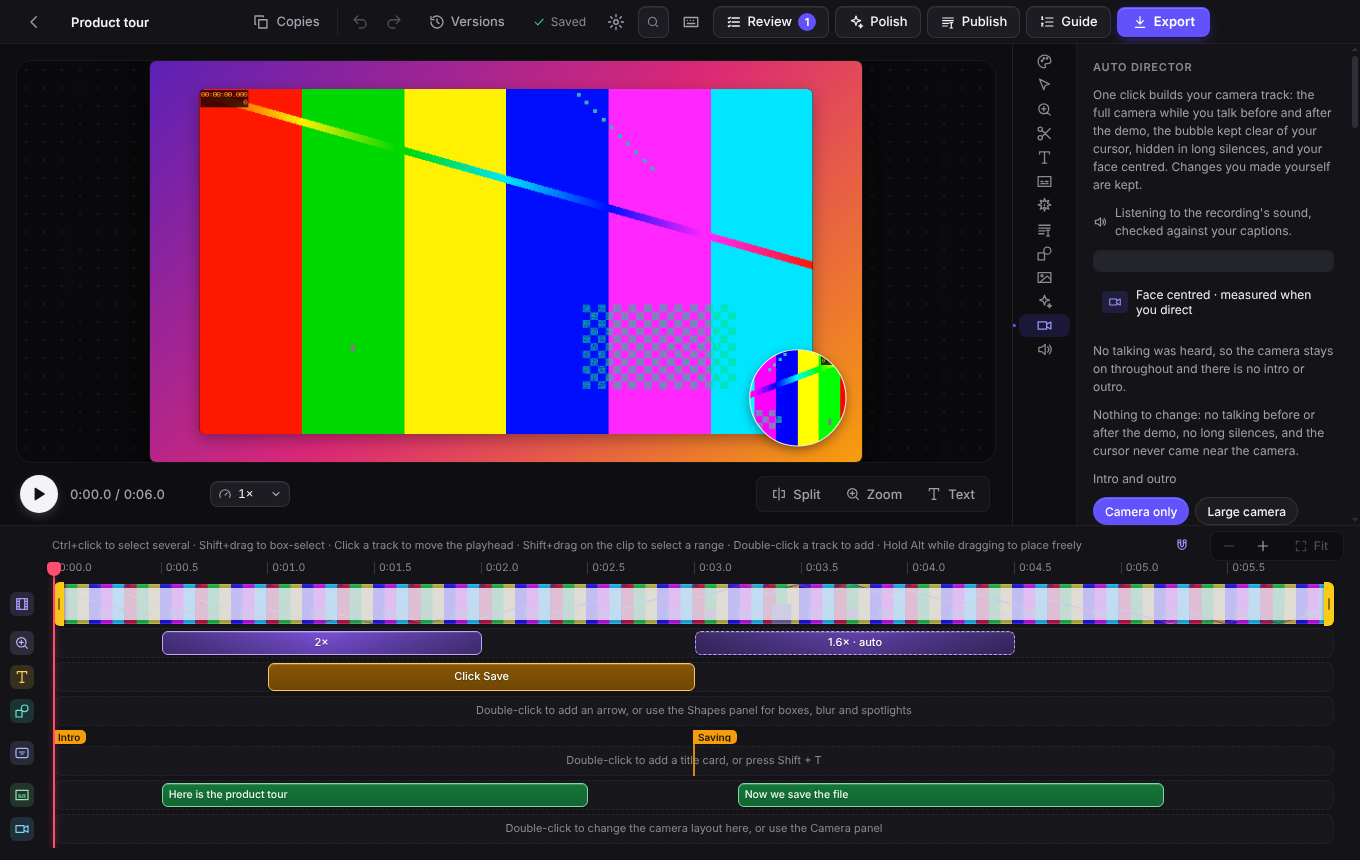 Product tour
Copies
Versions
Saved
Review 1
Polish
Publish
Guide
Export
00:00:00.000
0
AUTO DIRECTOR
One click builds your camera track: the
full camera while you talk before and after
the demo, the bubble kept clear of your
cursor, hidden in long silences, and your
face centred. Changes you made yourself
are kept.
Listening to the recording's sound,
checked against your captions.
Face centred · measured when
you direct
No talking was heard, so the camera stays
on throughout and there is no intro or
outro.
Nothing to change: no talking before or
after the demo, no long silences, and the
cursor never came near the camera.
Intro and outro
Camera only
Large camera
0:00.0 / 0:06.0
1×
Split
Zoom
Text
Ctrl+click to select several · Shift+drag to box-select · Click a track to move the playhead · Shift+drag on the clip to select a range · Double-click a track to add · Hold Alt while dragging to place freely
Fit
0:00.0
0:00.5
0:01.0
0:01.5
0:02.0
0:02.5
0:03.0
0:03.5
0:04.0
0:04.5
0:05.0
0:05.5
2×
1.6× · auto
Click Save
Double-click to add an arrow, or use the Shapes panel for boxes, blur and spotlights
Intro
Saving
Double-click to add a title card, or press Shift + T
Here is the product tour
Now we save the file
Double-click to change the camera layout here, or use the Camera panel